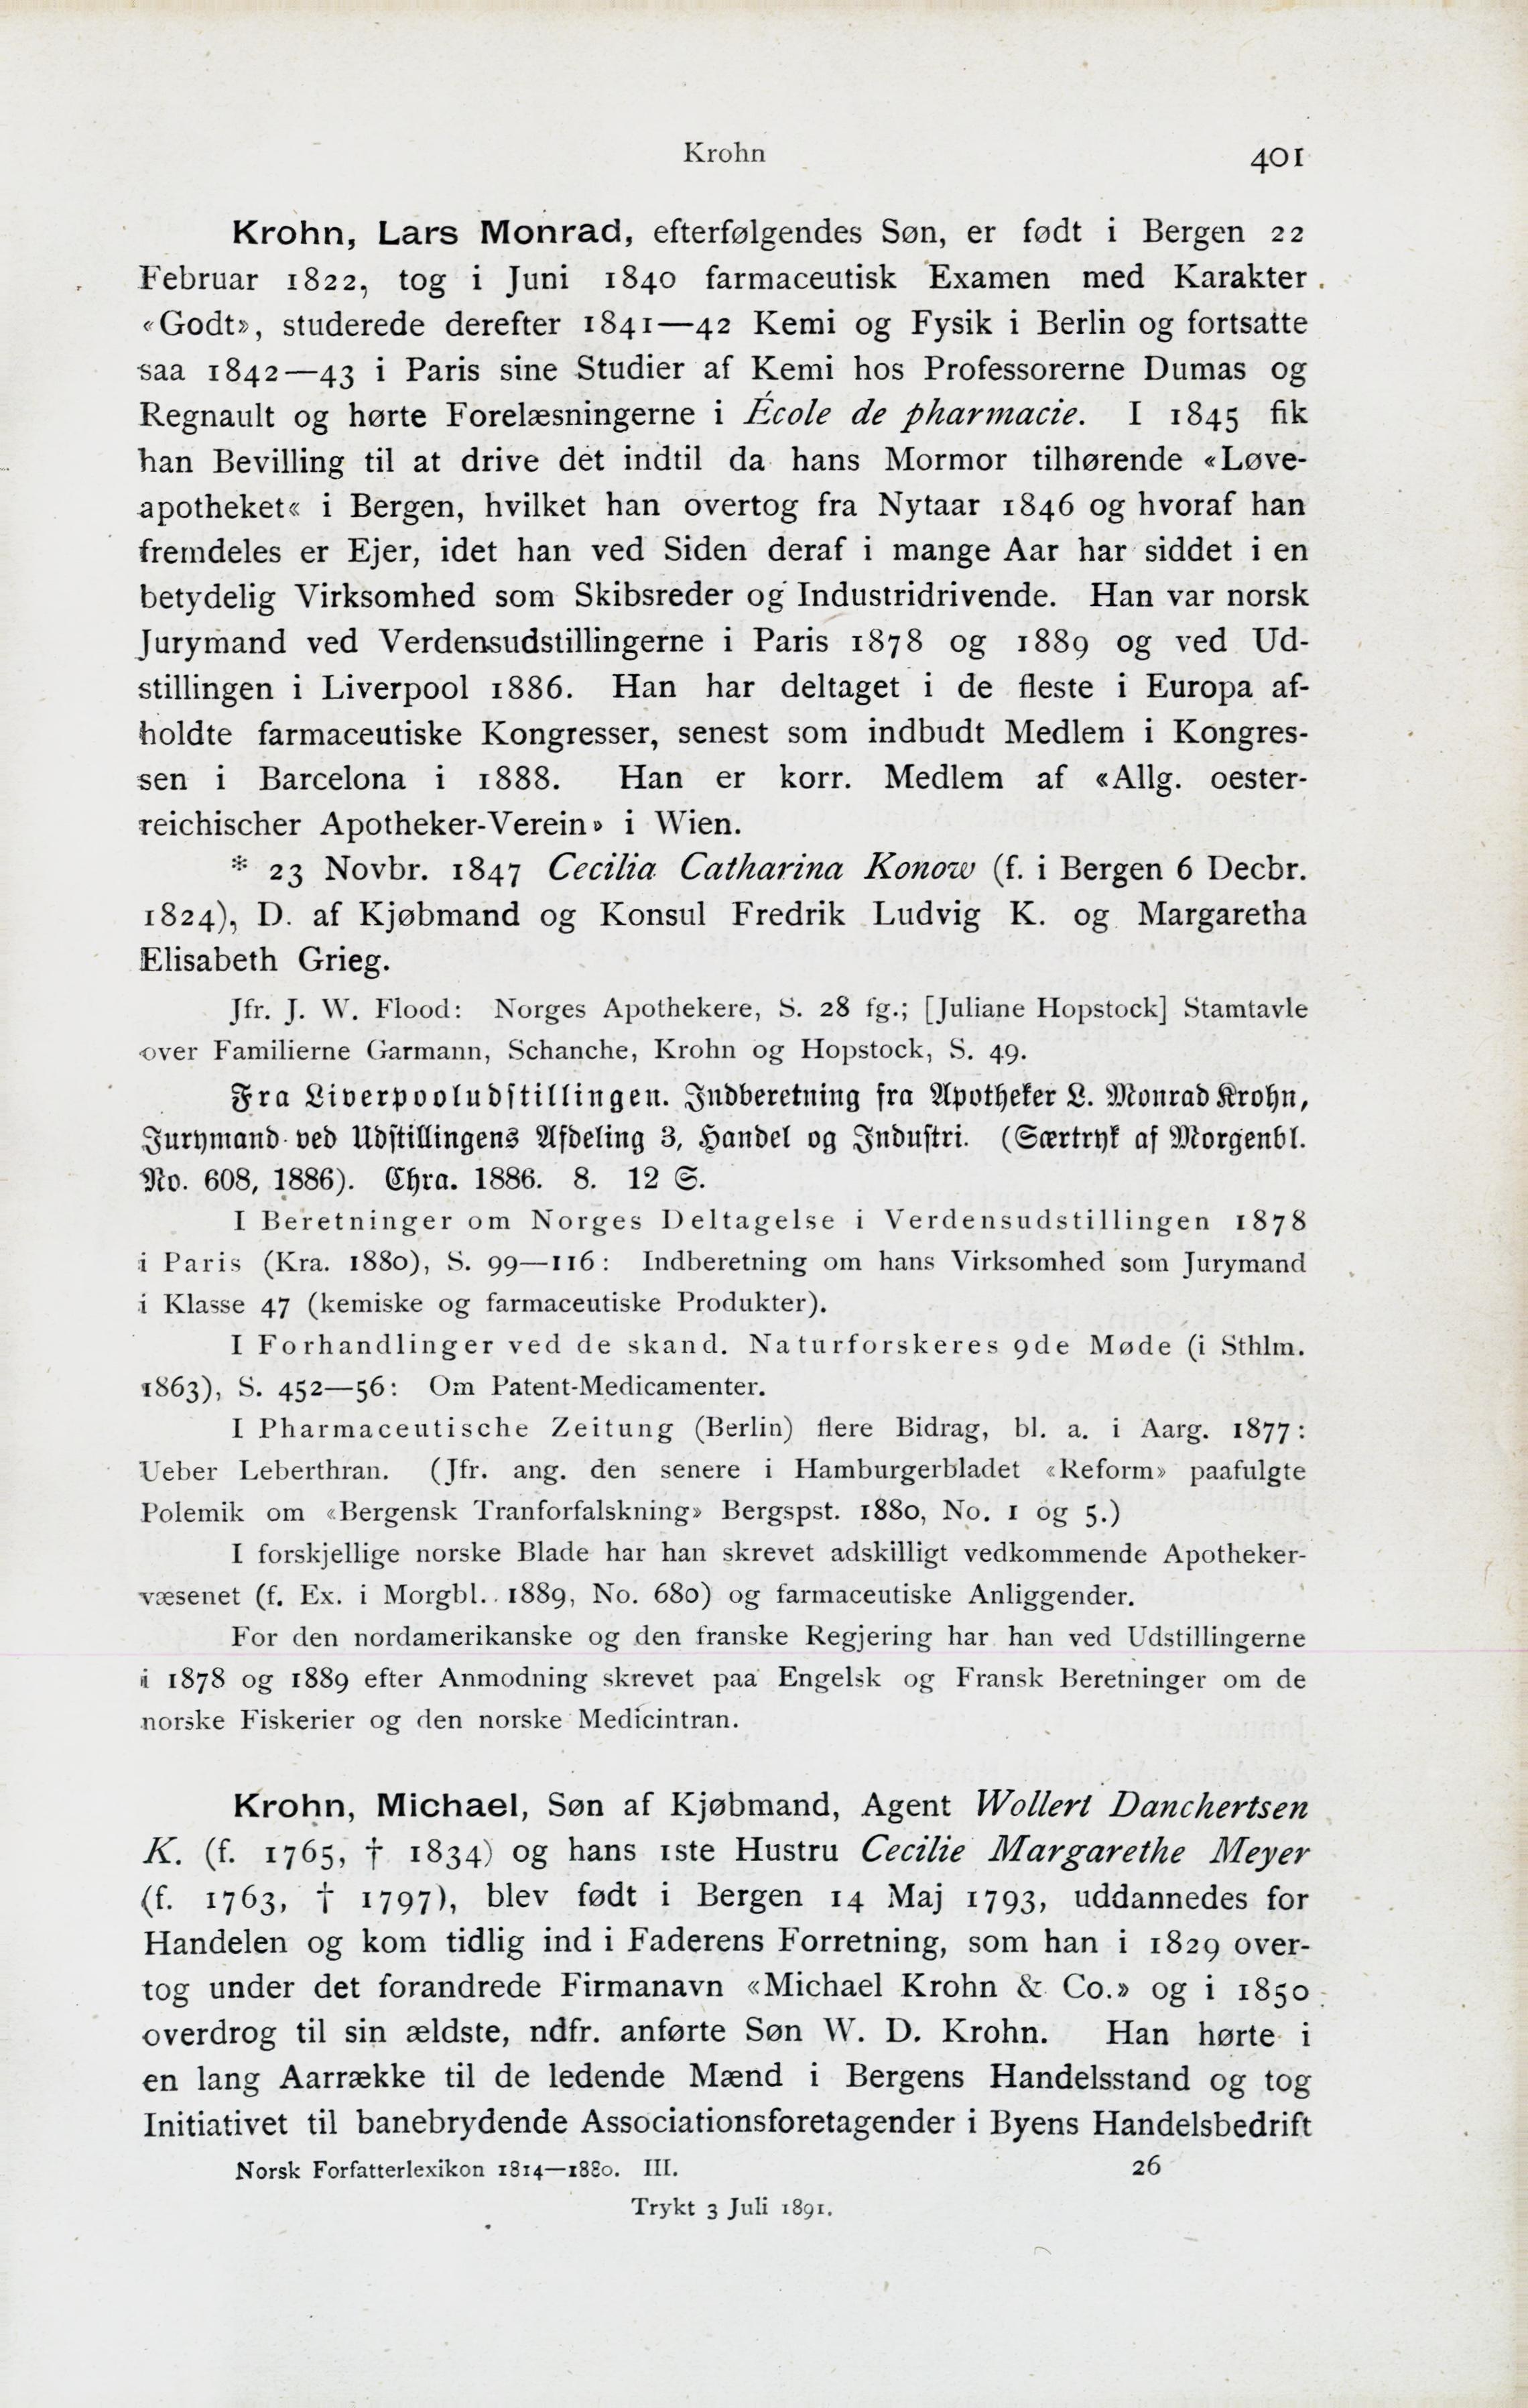 Krohn 401
Krohn, Lars Monrad, efterfølgendes Søn, er født i Bergen 22
Februar 1822, tog i Juni 1840 farmaceutisk Examen med Karakter
«Godt», studerede derefter 1841—42 Kemi og Fysik i Berlin og fortsatte
saa 1842—43 i Paris sine Studier af Kemi hos Professorerne Dumas og
Regnault og hørte Forelæsningerne i École de pharmacie. I 1845 fik
han Bevilling til at drive det indtil da hans Mormor tilhørende «Løve-
apotheket« i Bergen, hvilket han overtog fra Nytaar 1846 og hvoraf han
fremdeles er Ejer, idet han ved Siden deraf i mange Aar har siddet i en
betydelig Virksomhed som Skibsreder og Industridrivende. Han var norsk
Jurymand ved Verdensudstillingerne i Paris 1878 og 1889 og ved Ud-
stillingen i Liverpool 1886. Han har deltaget i de fleste i Europa af-
holdte farmaceutiske Kongresser, senest som indbudt Medlem i Kongres-
sen i Barcelona i 1888. Han er korr. Medlem af «Allg. oester-
reichischer Apotheker-Verein» i Wien.
* 23 Novbr. 1847 Cecilia Catharina Konow (f. i Bergen 6 Decbr.
1824), D. af Kjøbmand og Konsul Fredrik Ludvig K. og Margaretha
Elisabeth Grieg.
Jfr. J. W. Flood: Norges Apothekere, S. 28 fg.; [Juliane Hopstock] Stamtavle
over Familierne Garmann, Schanche, Krohn og Hopstock, S. 49.
Fra Liverpooludstillingen. Indberetning fra Apotheker L. Monrad Krohn,
Jurymand ved Udstillingens Afdeling 3, Handel og Industri. (Særtryk af Morgenbl.
No. 608, 1886). Chra. 1886. 8. 12 S.
I Beretninger om Norges Deltagelse i Verdensudstillingen 1878
i Paris (Kra. 1880), S. 99—116: Indberetning om hans Virksomhed som Jurymand
i Klasse 47 (kemiske og farmaceutiske Produkter).
I Forhandlinger ved de skand. Naturforskeres 9de Møde (i Sthlm.
1863), S. 452—56: Om Patent-Medicamenter.
I Pharmaceutische Zeitung (Berlin) flere Bidrag, bl. a. i Aarg. 1877:
Ueber Leberthran. (Jfr. ang. den senere i Hamburgerbladet «Reform» paafulgte
Polemik om «Bergensk Tranforfalskning» Bergspst. 1880, No. 1 og 5.)
I forskjellige norske Blade har han skrevet adskilligt vedkommende Apotheker-
væsenet (f. Ex. i Morgbl. 1889, No. 680) og farmaceutiske Anliggender.
For den nordamerikanske og den franske Regjering har han ved Udstillingerne
i 1878 og 1889 efter Anmodning skrevet paa Engelsk og Fransk Beretninger om de
norske Fiskerier og den norske Medicintran.
Krohn, Michael, Søn af Kjøbmand, Agent Wollert Danchertsen
K. (f. 1765, † 1834) og hans 1ste Hustru Cecilie Margarethe Meyer
(f. 1763, † 1797), blev født i Bergen 14 Maj 1793, uddannedes for
Handelen og kom tidlig ind i Faderens Forretning, som han i 1829 over-
tog under det forandrede Firmanavn «Michael Krohn & Co.» og i 1850
overdrog til sin ældste, ndfr. anførte Søn W. D. Krohn. Han hørte i
en lang Aarrække til de ledende Mænd i Bergens Handelsstand og tog
Initiativet til banebrydende Associationsforetagender i Byens Handelsbedrift
Norsk Forfatterlexikon 1814—1880. III. 26
Trykt 3 Juli 1891.